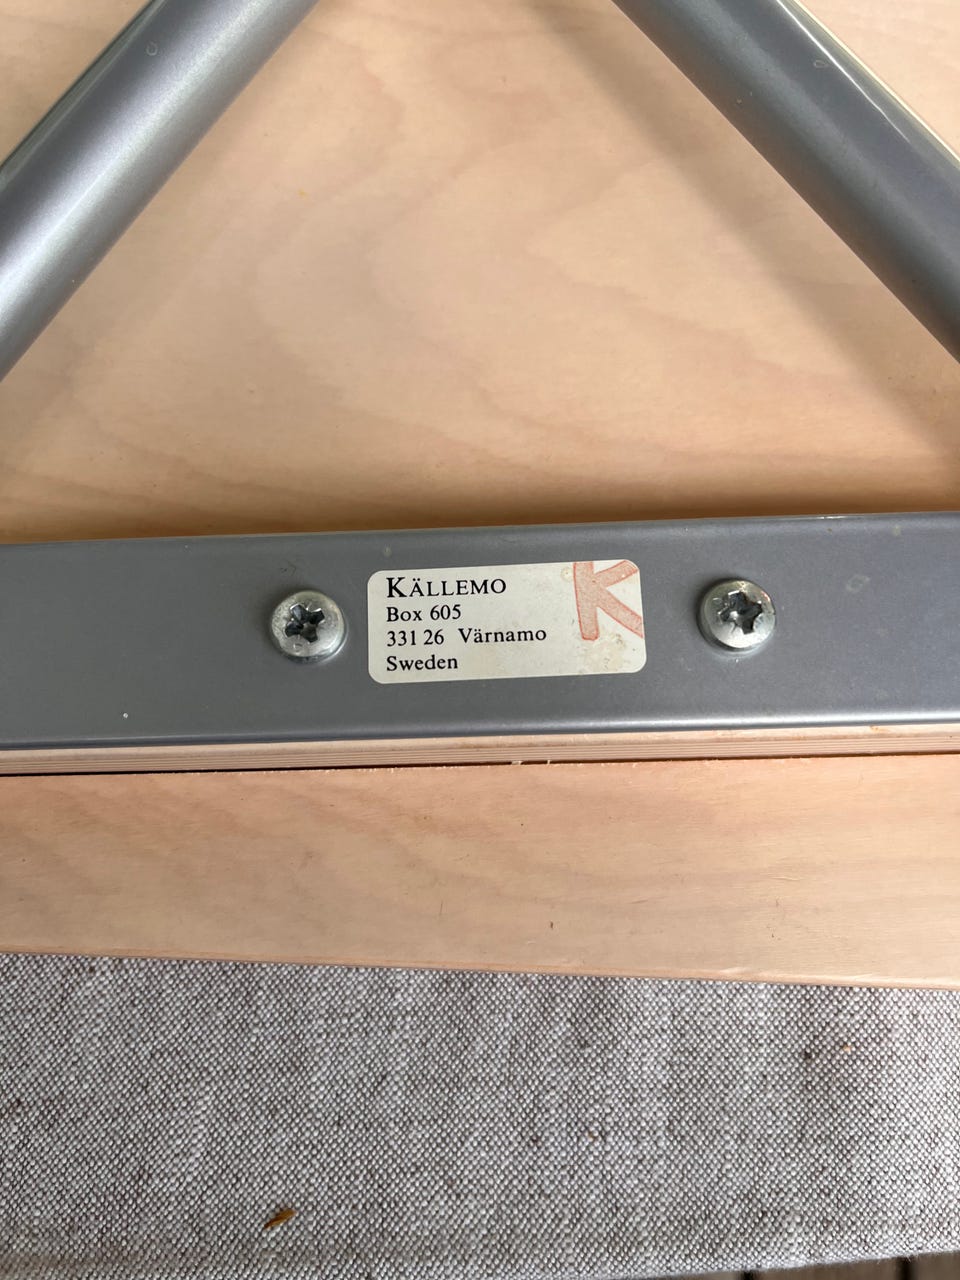 KÄLLEMO K
Box 605
331 26 Värnamo
Sweden